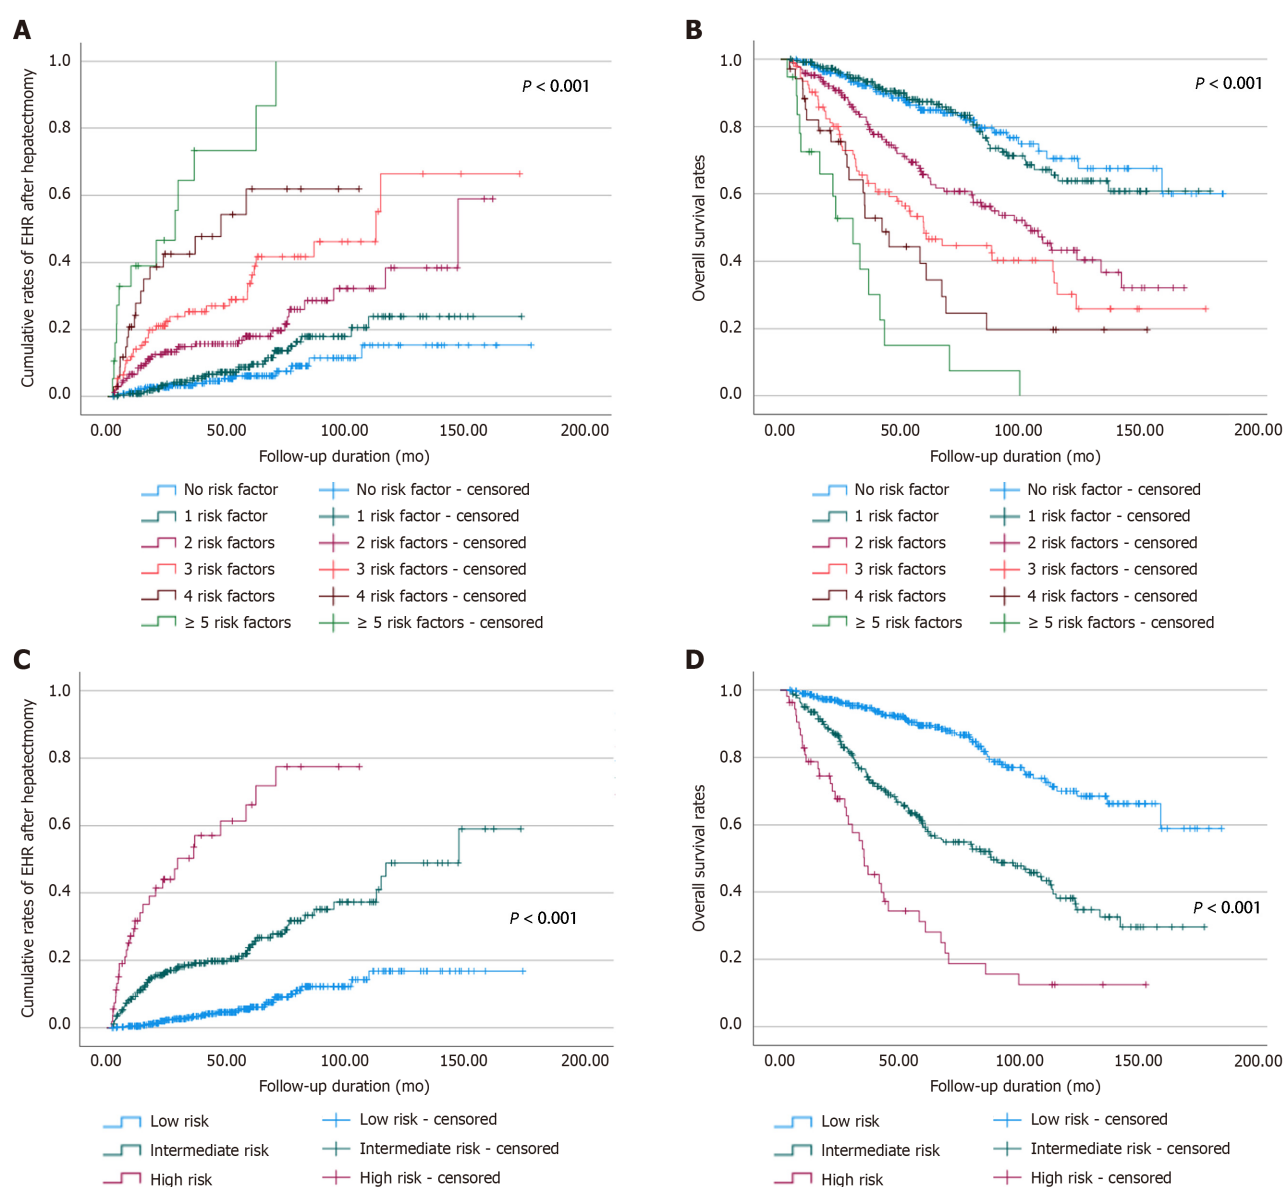 A
Cumulative rates of EHR after hepatectmomy
1.0
0.8
0.6
0.4
0.2
0.0
P < 0.001
0.00 50.00 100.00 150.00 200.00
Follow-up duration (mo)
No risk factor No risk factor - censored
1 risk factor 1 risk factor - censored
2 risk factors 2 risk factors - censored
3 risk factors 3 risk factors - censored
4 risk factors 4 risk factors - censored
≥ 5 risk factors ≥ 5 risk factors - censored
B
Overall survival rates
1.0
0.8
0.6
0.4
0.2
0.0
P < 0.001
0.00 50.00 100.00 150.00 200.00
Follow-up duration (mo)
No risk factor No risk factor - censored
1 risk factor 1 risk factor - censored
2 risk factors 2 risk factors - censored
3 risk factors 3 risk factors - censored
4 risk factors 4 risk factors - censored
≥ 5 risk factors ≥ 5 risk factors - censored
C
Cumulative rates of EHR after hepatectmomy
1.0
0.8
0.6
0.4
0.2
0.0
P < 0.001
0.00 50.00 100.00 150.00 200.00
Follow-up duration (mo)
Low risk Low risk - censored
Intermediate risk Intermediate risk - censored
High risk High risk - censored
D
Overall survival rates
1.0
0.8
0.6
0.4
0.2
0.0
P < 0.001
0.00 50.00 100.00 150.00 200.00
Follow-up duration (mo)
Low risk Low risk - censored
Intermediate risk Intermediate risk - censored
High risk High risk - censored